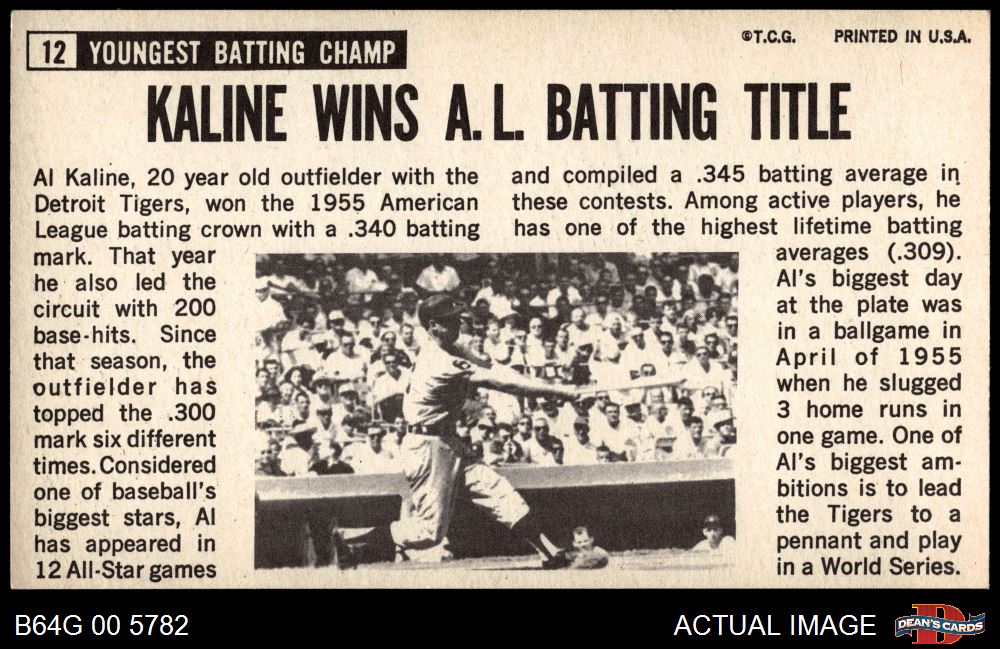 12 YOUNGEST BATTING CHAMP
©T.C.G. PRINTED IN U.S.A.
KALINE WINS A.L. BATTING TITLE
Al Kaline, 20 year old outfielder with the
Detroit Tigers, won the 1955 American
League batting crown with a .340 batting
mark. That year
he also led the
circuit with 200
base-hits. Since
that season, the
outfielder has
topped the .300
mark six different
times. Considered
one of baseball's
biggest stars, Al
has appeared in
12 All-Star games
and compiled a .345 batting average in
these contests. Among active players, he
has one of the highest lifetime batting
averages (.309).
Al's biggest day
at the plate was
in a ballgame in
April of 1955
when he slugged
3 home runs in
one game. One of
Al's biggest am-
bitions is to lead
the Tigers to a
pennant and play
in a World Series.
B64G 00 5782
ACTUAL IMAGE
D
DEAN'S CARDS